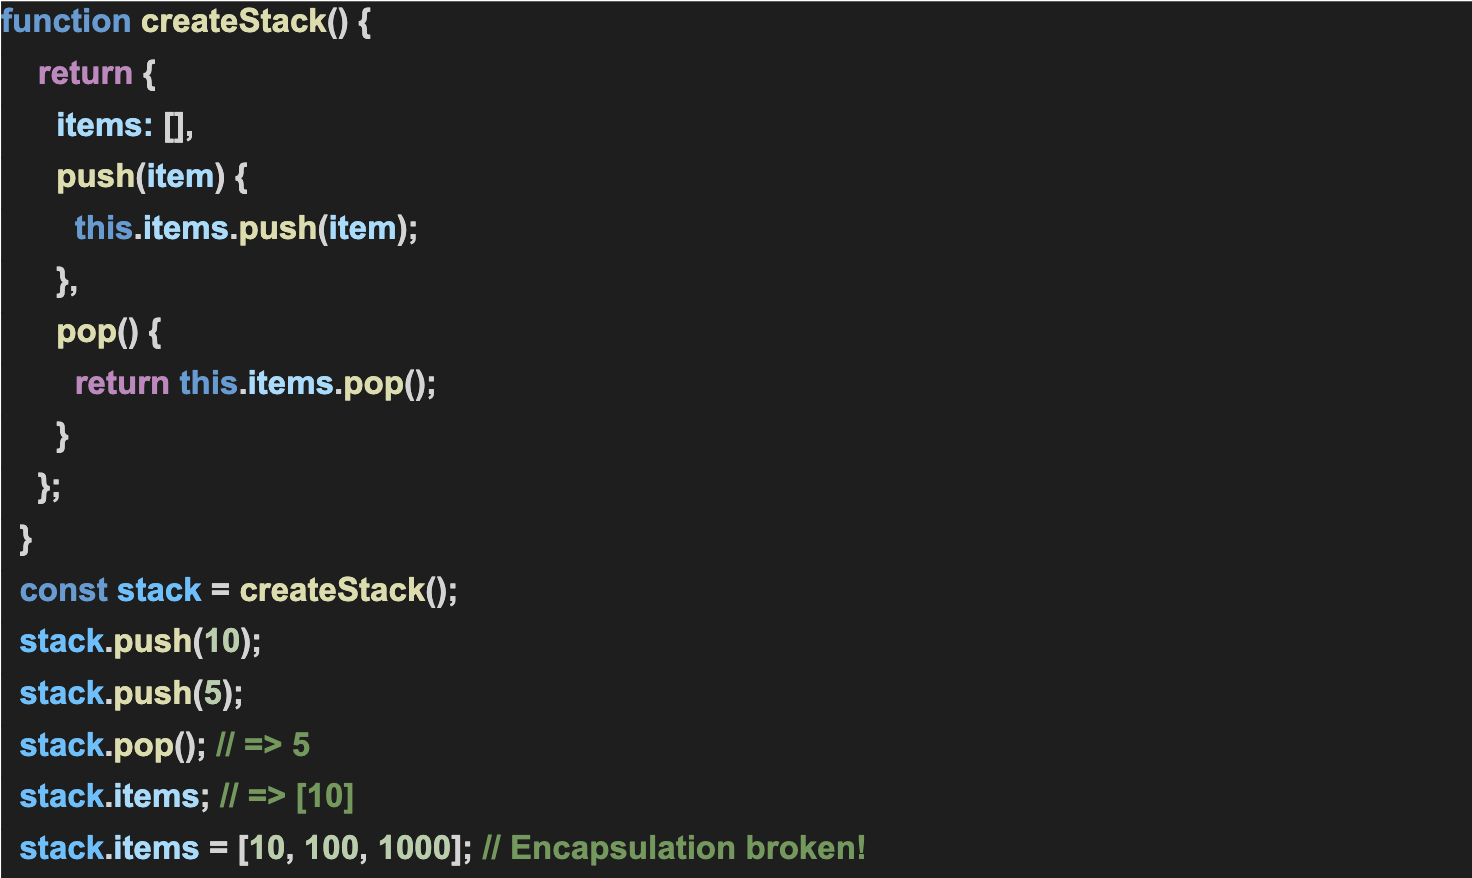 function createStack() {
return {
items: [],
push(item) {
this.items.push(item);
},
pop() {
return this.items.pop();
}
};
}
const stack = createStack();
stack.push(10);
stack.push(5);
stack.pop(); // => 5
stack.items; // => [10]
stack.items = [10, 100, 1000]; // Encapsulation broken!